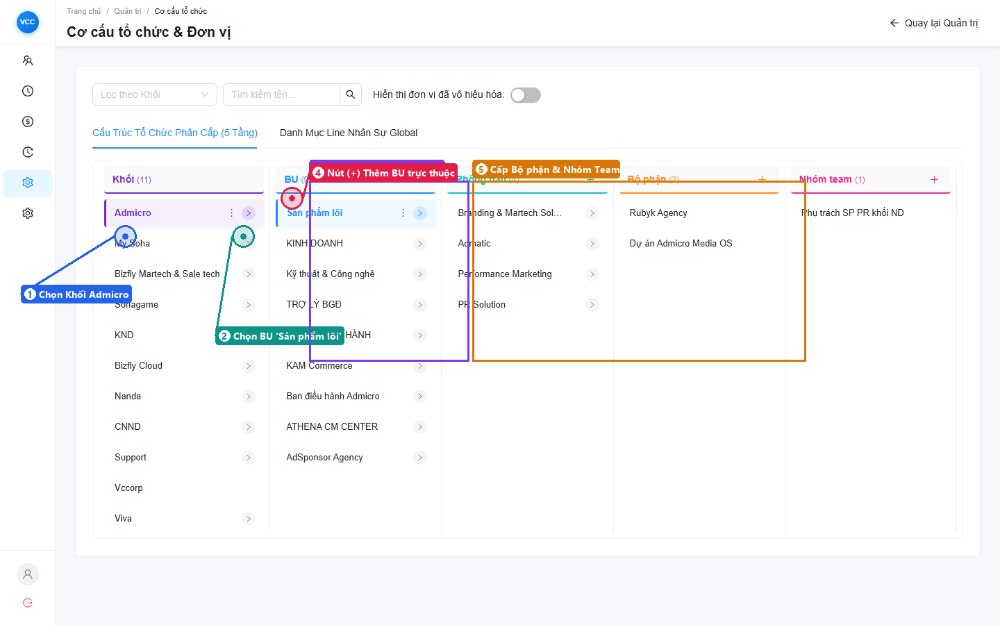 VCC
Trang chủ / Quản trị / Cơ cấu tổ chức
Cơ cấu tổ chức & Đơn vị
Quay lại Quản trị
Lọc theo Khối
Tìm kiếm tên...
Hiển thị đơn vị đã vô hiệu hóa:
Cấu Trúc Tổ Chức Phân Cấp (5 Tầng)
Danh Mục Line Nhân Sự Global
4 Nút (+) Thêm BU trực thuộc
5 Cấp Bộ phận & Nhóm Team
Khối (11)
BU
Bộ phận (2)
Nhóm team (1)
Admicro
My Soha
Bizfly Martech & Sale tech
Sohagame
KND
Bizfly Cloud
Nanda
CNND
Support
Vccorp
Viva
1 Chọn Khối Admicro
2 Chọn BU 'Sản phẩm lõi'
Sản phẩm lõi
KINH DOANH
Kỹ thuật & Công nghệ
TRỢ LÝ BGĐ
HÀNH
KAM Commerce
Ban điều hành Admicro
ATHENA CM CENTER
AdSponsor Agency
Branding & Martech Sol...
Admatic
Performance Marketing
PR Solution
Rubyk Agency
Dự án Admicro Media OS
Phụ trách SP PR khối ND